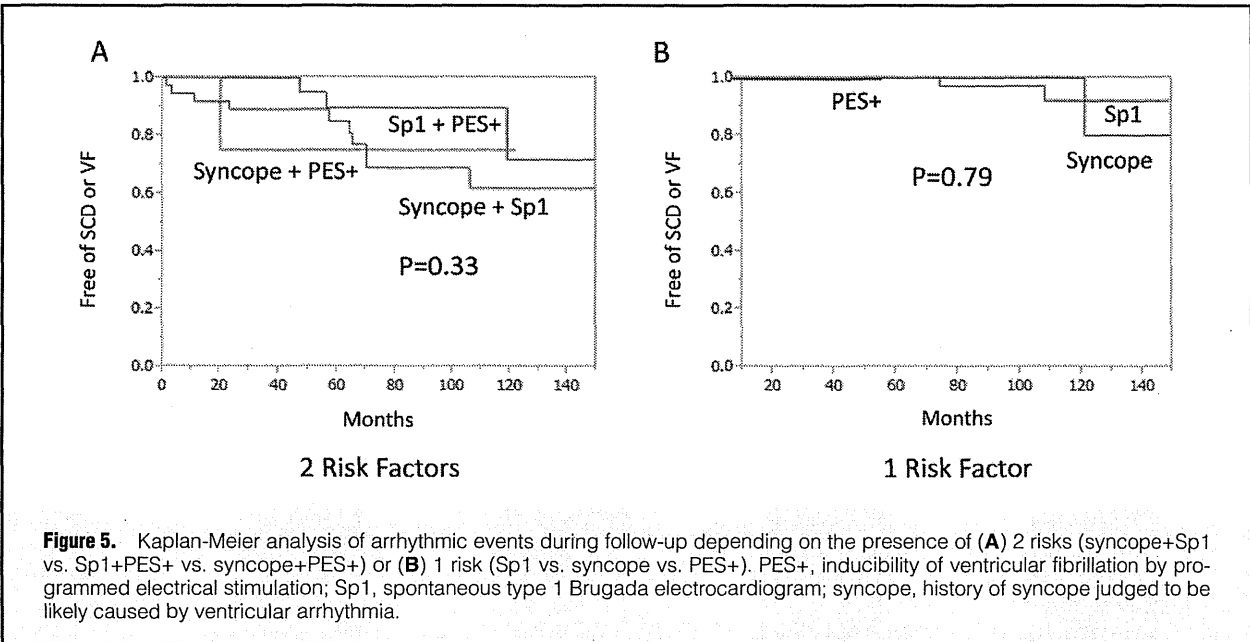 A
Free of SCD or VF
1.0
0.8
0.6
0.4
0.2
0.0
Sp1 + PES+
Syncope + PES+
Syncope + Sp1
P=0.33
0 20 40 60 80 100 120 140
Months
2 Risk Factors
B
Free of SCD or VF
1.0
0.8
0.6
0.4
0.2
0.0
PES+
Sp1
Syncope
P=0.79
20 40 60 80 100 120 140
Months
1 Risk Factor
Figure 5. Kaplan-Meier analysis of arrhythmic events during follow-up depending on the presence of (A) 2 risks (syncope+Sp1
vs. Sp1+PES+ vs. syncope+PES+) or (B) 1 risk (Sp1 vs. syncope vs. PES+). PES+, inducibility of ventricular fibrillation by pro-
grammed electrical stimulation; Sp1, spontaneous type 1 Brugada electrocardiogram; syncope, history of syncope judged to be
likely caused by ventricular arrhythmia.